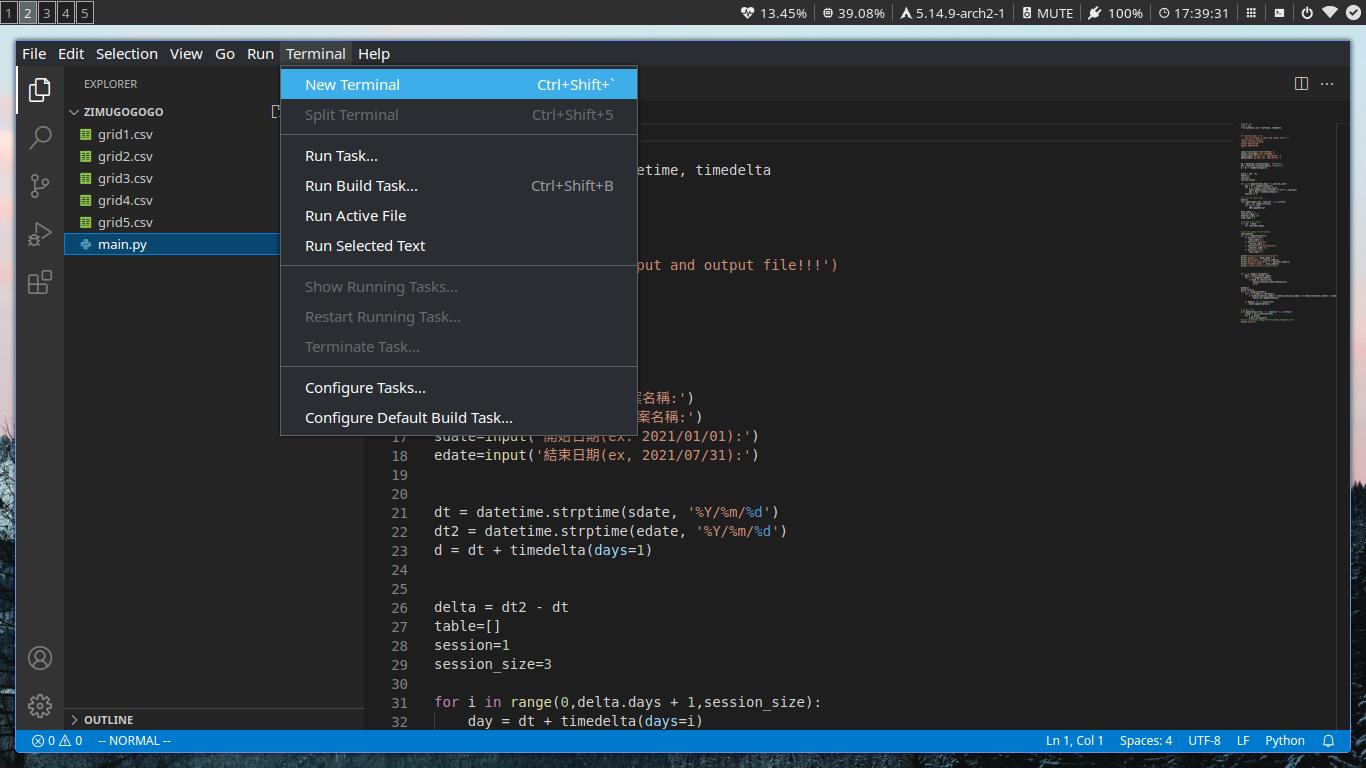 1 2 3 4 5 13.45% 39.08% 5.14.9-arch2-1 MUTE 100% 17:39:31
File Edit Selection View Go Run Terminal Help
EXPLORER
ZIMUGOGOGO
grid1.csv
grid2.csv
grid3.csv
grid4.csv
grid5.csv
main.py
OUTLINE
New Terminal Ctrl+Shift+`
Split Terminal Ctrl+Shift+5
Run Task...
Run Build Task... Ctrl+Shift+B
Run Active File
Run Selected Text
Show Running Tasks...
Restart Running Task...
Terminate Task...
Configure Tasks...
Configure Default Build Task...
etime, timedelta
put and output file!!!')
名稱:')
案名稱:')
17 sdate=input('開始日期(ex. 2021/01/01):')
18 edate=input('結束日期(ex, 2021/07/31):')
19
20
21 dt = datetime.strptime(sdate, '%Y/%m/%d')
22 dt2 = datetime.strptime(edate, '%Y/%m/%d')
23 d = dt + timedelta(days=1)
24
25
26 delta = dt2 - dt
27 table=[]
28 session=1
29 session_size=3
30
31 for i in range(0,delta.days + 1,session_size):
32 day = dt + timedelta(days=i)
0 0 -- NORMAL -- Ln 1, Col 1 Spaces: 4 UTF-8 LF Python